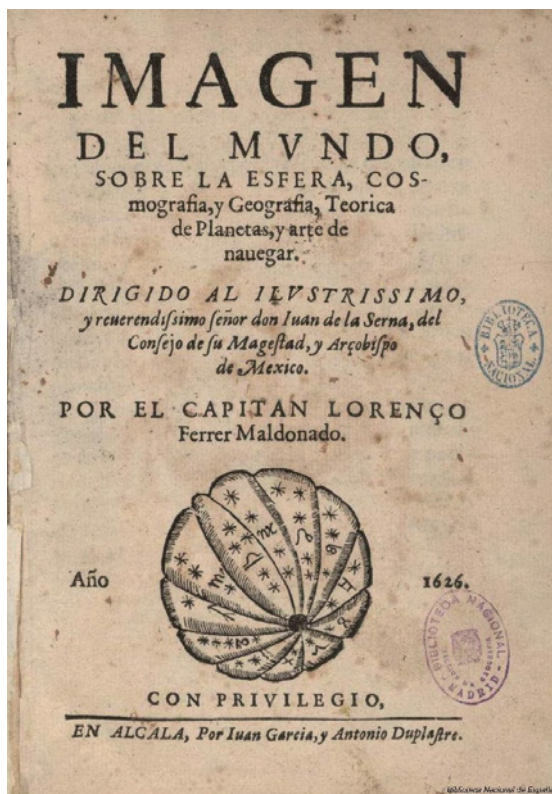 IMAGEN
DEL MVNDO,
SOBRE LA ESFERA, COS-
mografia, y Geografia, Teorica
de Planetas, y arte de
nauegar.
DIRIGIDO AL ILVSTRISSIMO,
y reuerendiſsimo ſeñor don Iuan de la Serna, del
Conſejo de ſu Mageſtad, y Arçobiſpo
de Mexico.
POR EL CAPITAN LORENÇO
Ferrer Maldonado.
BIBLIOTECA
NACIONAL
Año
1626.
BIBLIOTECA NACIONAL
MADRID
CON PRIVILEGIO,
EN ALCALA, Por Iuan Garcia, y Antonio Duplaſtre.
Biblioteca Nacional de España